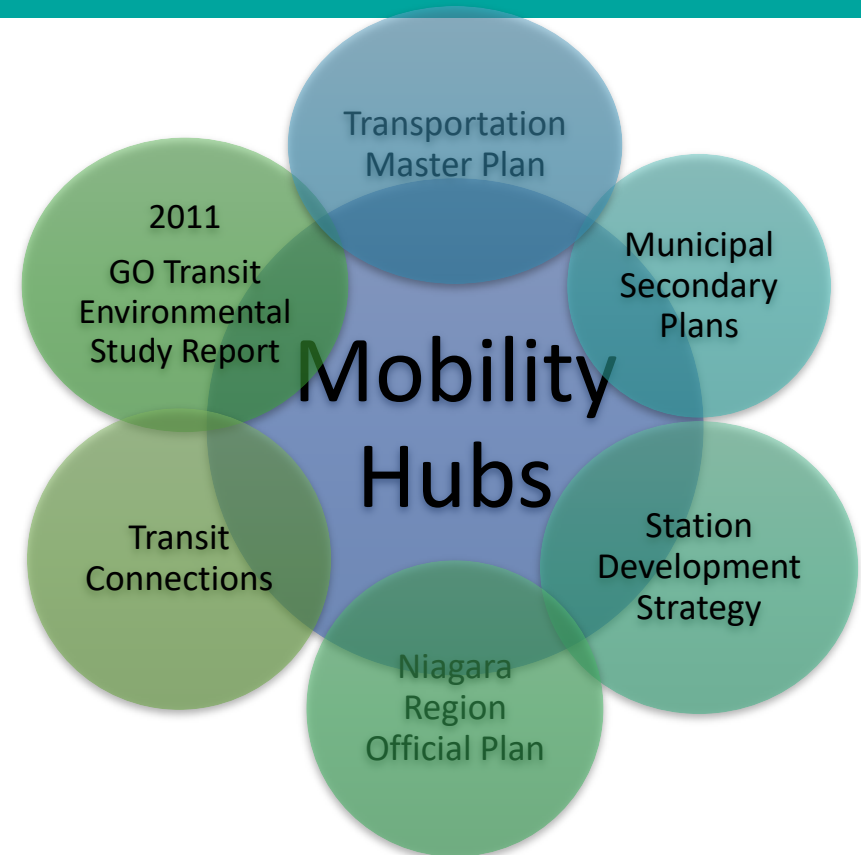 Transportation
Master Plan
2011
GO Transit
Environmental
Study Report
Municipal
Secondary
Plans
Mobility
Hubs
Transit
Connections
Station
Development
Strategy
Niagara
Region
Official Plan